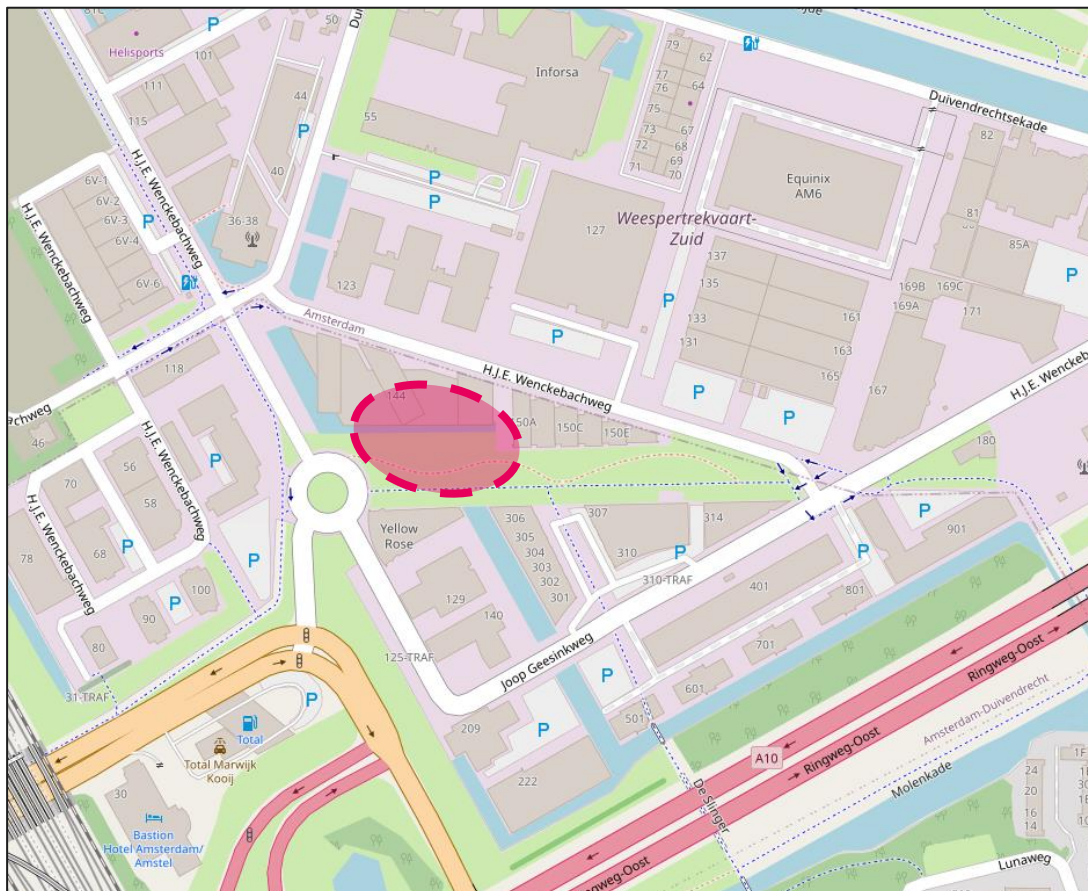 Helisports
P
50
101
111
115
44
40
P
55
Inforsa
79
62
77
64
76
75
73
72
71
67
68
69
70
Duivendrechtsekade
82
Equinix
AM6
81
85A
P
H.J.E. Wenckebachweg
6V-1
6V-2
6V-3
6V-4
6V-6
P
H.J.E. Wenckebachweg
36-38
P
P
Weespertrekvaart-
Zuid
127
123
P
137
135
133
131
P
169B
169C
169A
171
161
163
165
167
P
P
P
Amsterdam
H.J.E. Wenckebachweg
118
144
150A
150C
150E
180
46
70
56
58
68
P
78
H.J.E. Wenckebachweg
H.J.E. Wenckebachweg
P
P
P
100
90
80
31-TRAF
Yellow
Rose
129
140
125-TRAF
306
305
304
303
302
301
307
310
314
P
310-TRAF
401
801
P
P
901
701
601
501
Joop Geesinkweg
209
P
P
222
Total
P
Total Marwijk
Kooij
30
Bastion
Hotel Amsterdam/
Amstel
De Slinger
A10
Ringweg-Oost
Ringweg-Oost
Ringweg-Oost
Amsterdam-Duivendrecht
Molenkade
Lunaweg
24
20
16
14
1F